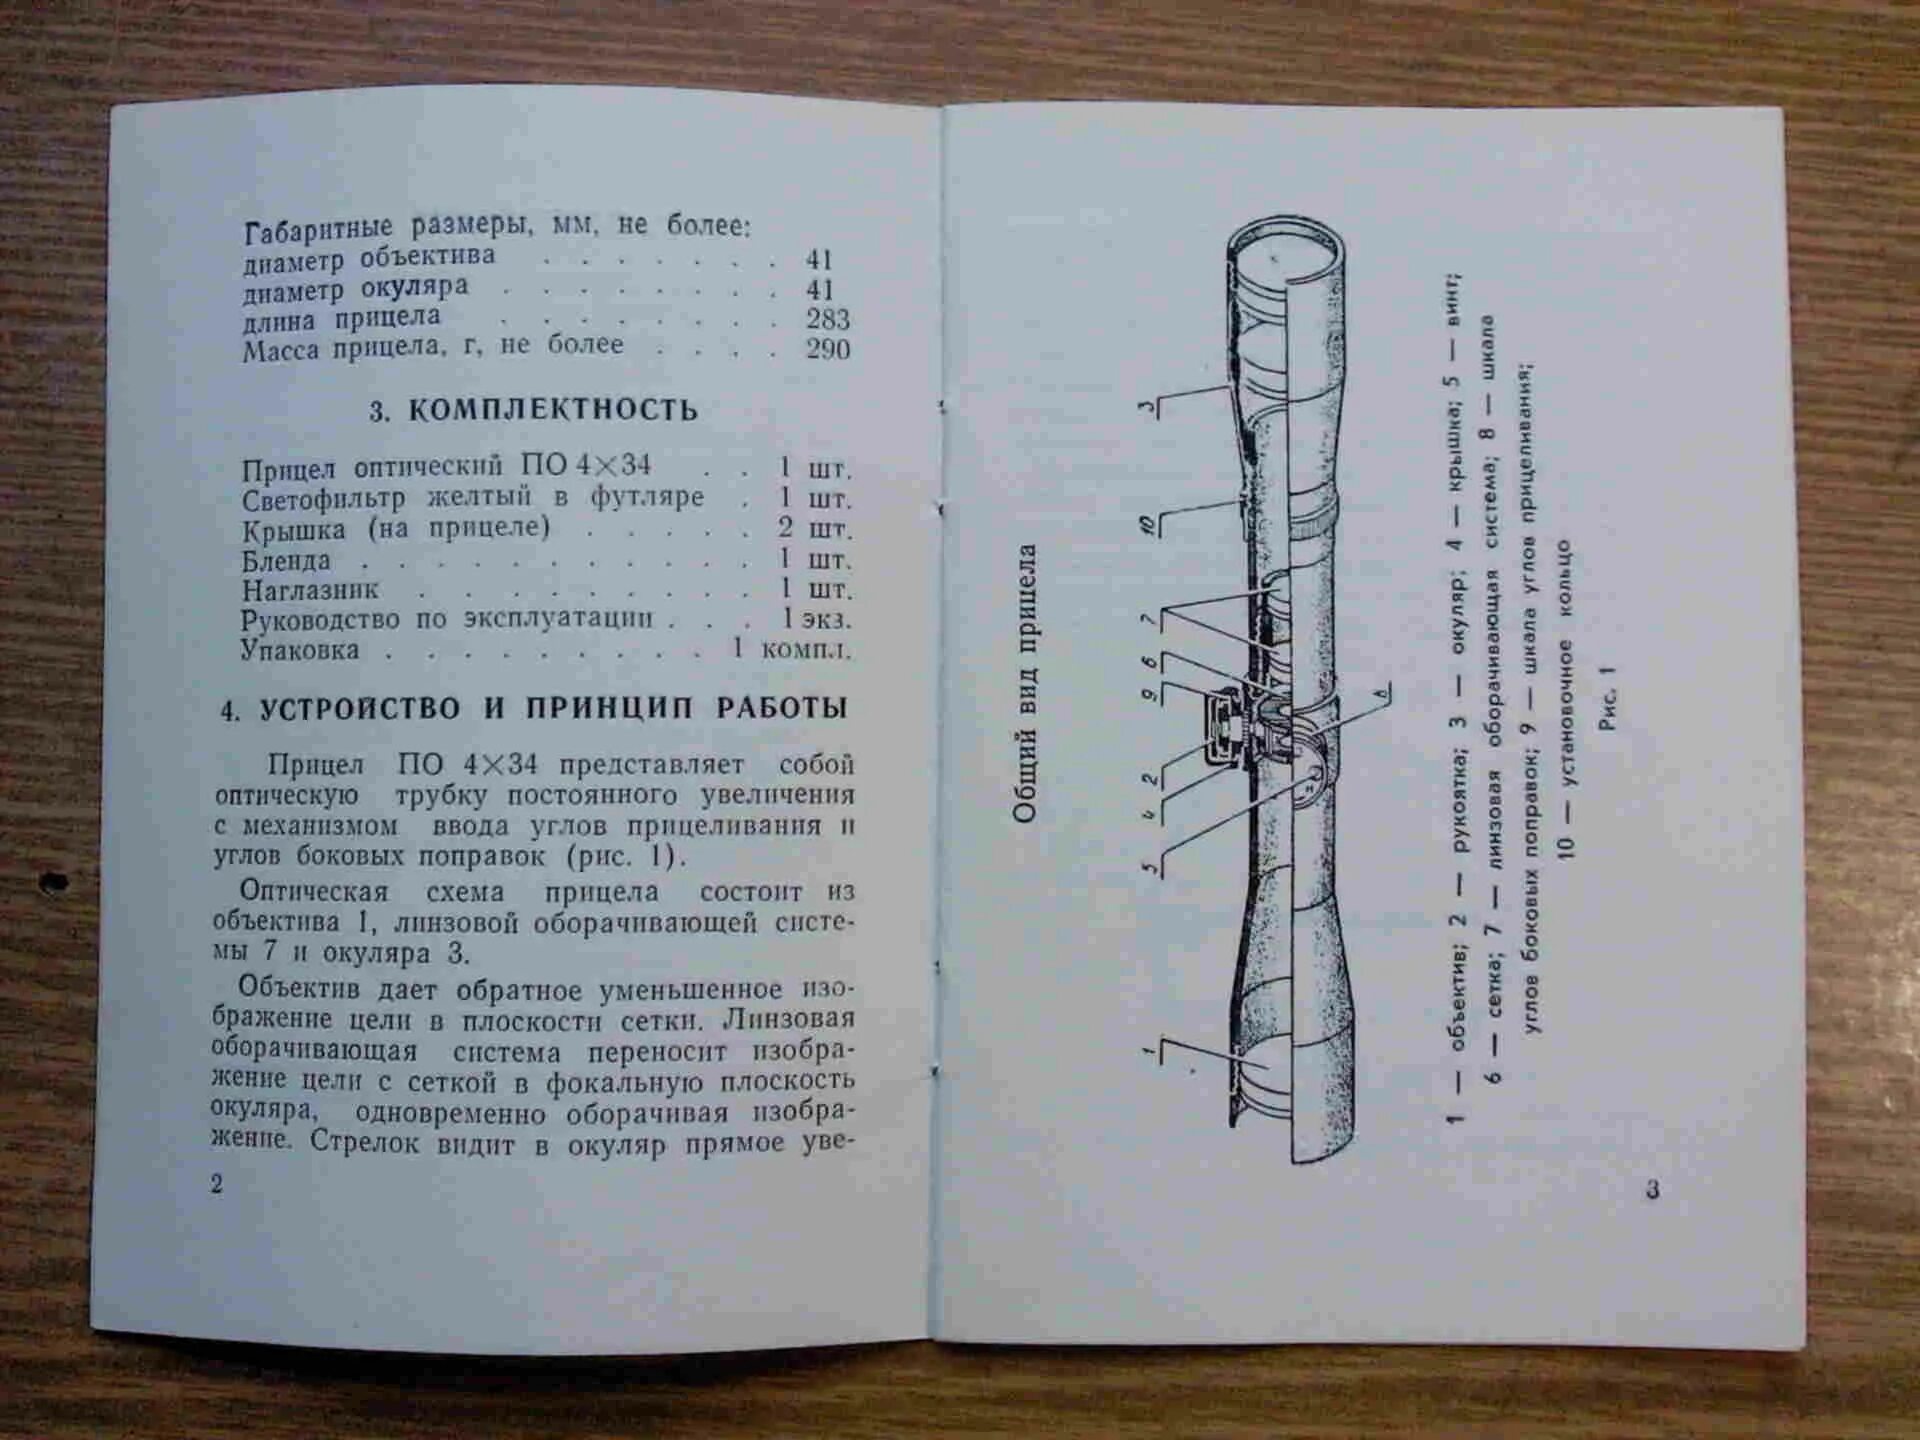 Габаритные размеры, мм, не более:
диаметр объектива . . . . . . . 41
диаметр окуляра . . . . . . . . 41
длина прицела . . . . . . . . 283
Масса прицела, г, не более . . . . 290
3. КОМПЛЕКТНОСТЬ
Прицел оптический ПО 4×34 . . 1 шт.
Светофильтр желтый в футляре . 1 шт.
Крышка (на прицеле) . . . . . 2 шт.
Бленда . . . . . . . . . . . 1 шт.
Наглазник . . . . . . . . . 1 шт.
Руководство по эксплуатации . . . 1 экз.
Упаковка . . . . . . . . . 1 компл.
4. УСТРОЙСТВО И ПРИНЦИП РАБОТЫ
Прицел ПО 4×34 представляет собой
оптическую трубку постоянного увеличения
с механизмом ввода углов прицеливания и
углов боковых поправок (рис. 1).
Оптическая схема прицела состоит из
объектива 1, линзовой оборачивающей систе-
мы 7 и окуляра 3.
Объектив дает обратное уменьшенное изо-
бражение цели в плоскости сетки. Линзовая
оборачивающая система переносит изобра-
жение цели с сеткой в фокальную плоскость
окуляра, одновременно оборачивая изобра-
жение. Стрелок видит в окуляр прямое уве-
2
Общий вид прицела
1 5 4 2 9 6 7 10 3
8
1 — объектив; 2 — рукоятка; 3 — окуляр; 4 — крышка; 5 — винт;
6 — сетка; 7 — линзовая оборачивающая система; 8 — шкала
углов боковых поправок; 9 — шкала углов прицеливания;
10 — установочное кольцо
Рис. 1
3